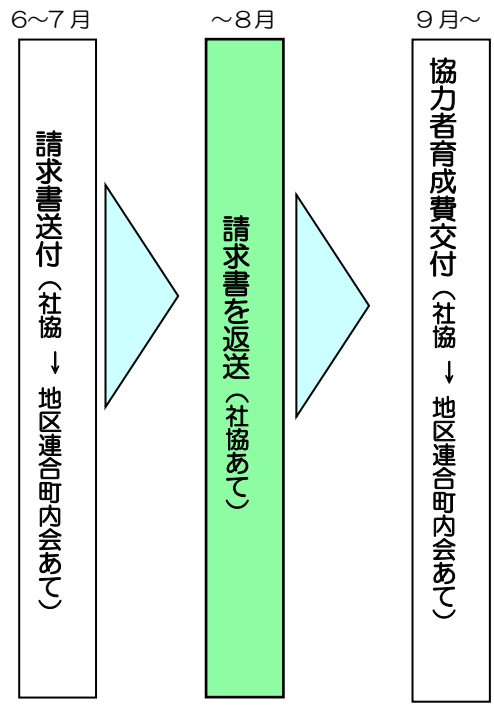 6～7月
請求書送付（社協 → 地区連合町内会あて）
～8月
請求書を返送（社協あて）
9月～
協力者育成費交付（社協 → 地区連合町内会あて）